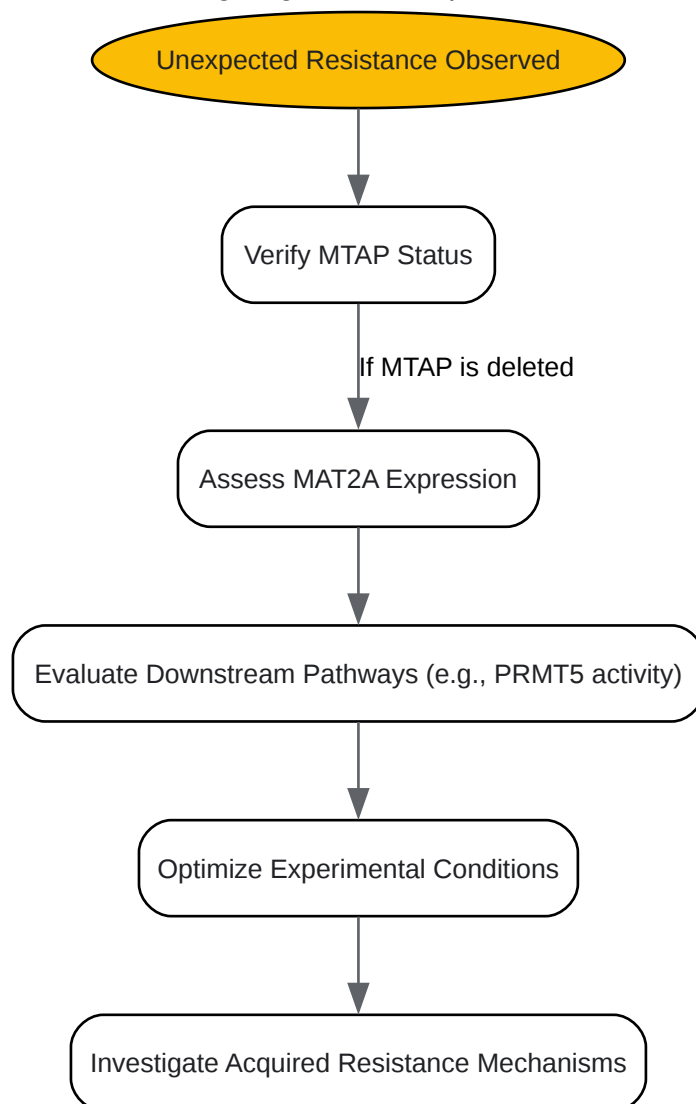 Unexpected Resistance Observed
Verify MTAP Status
If MTAP is deleted
Assess MAT2A Expression
Evaluate Downstream Pathways (e.g., PRMT5 activity)
Optimize Experimental Conditions
Investigate Acquired Resistance Mechanisms